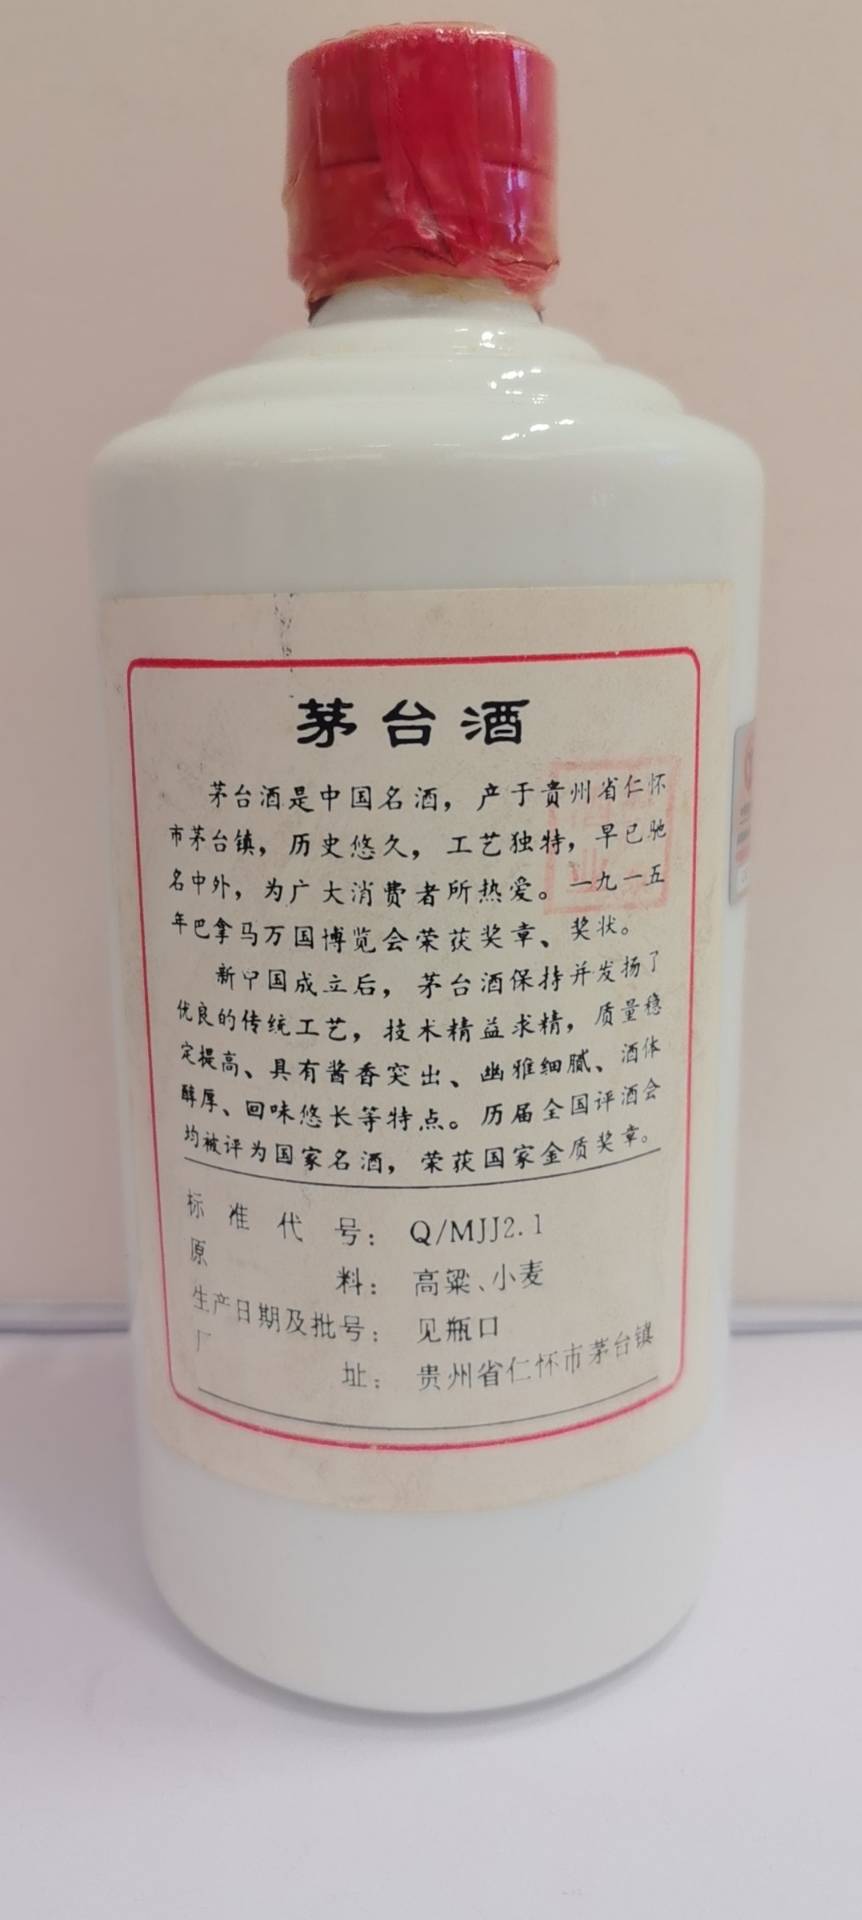 茅台酒
茅台酒是中国名酒，产于贵州省仁怀
市茅台镇，历史悠久，工艺独特，早已驰
名中外，为广大消费者所热爱。一九一五
年巴拿马万国博览会荣获奖章、奖状。
新中国成立后，茅台酒保持并发扬了
优良的传统工艺，技术精益求精，质量稳
定提高、具有酱香突出、幽雅细腻、酒体
醇厚、回味悠长等特点。历届全国评酒会
均被评为国家名酒，荣获国家金质奖章。
标准代号：Q/MJJ2.1
原料：高粱、小麦
生产日期及批号：见瓶口
厂址：贵州省仁怀市茅台镇